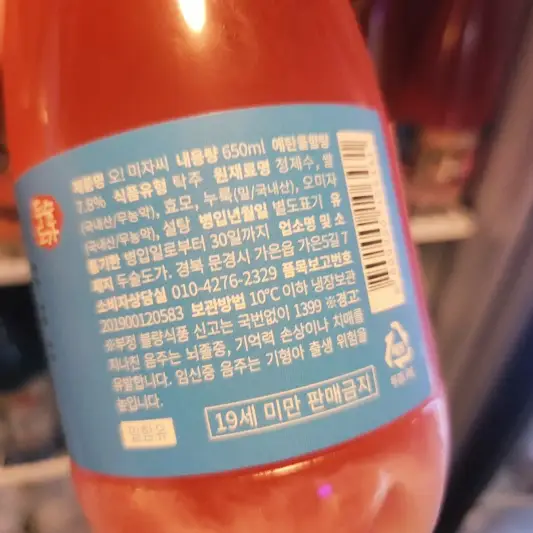 제품명 오! 미자씨 내용량 650ml 에탄올함량
7.8% 식품유형 탁주 원재료명 정제수, 쌀
(국내산/무농약), 효모, 누룩(밀/국내산), 오미자
(국내산/무농약), 설탕 병입년월일 별도표기 유
통기한 병입일로부터 30일까지 업소명 및 소
재지 두술도가. 경북 문경시 가은읍 가은5길 7
소비자상담실 010-4276-2329 품목보고번호
201900120583 보관방법 10℃ 이하 냉장보관
※부정 불량식품 신고는 국번없이 1399 ※경고:
지나친 음주는 뇌졸중, 기억력 손상이나 치매를
유발합니다. 임신중 음주는 기형아 출생 위험을
높입니다.
밀함유
19세 미만 판매금지